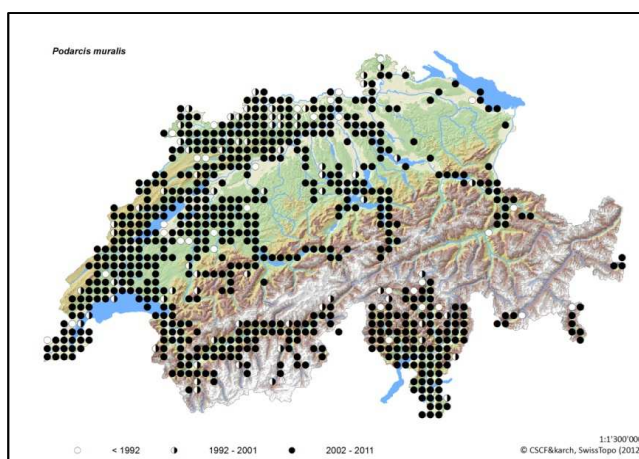 Podarcis muralis
1:1'300'000
< 1992 1992 - 2001 2002 - 2011
© CSCF&karch, SwissTopo (2012